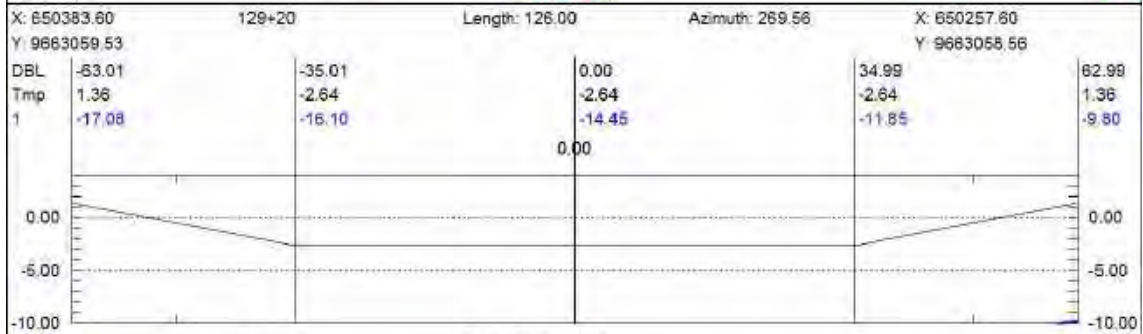 X: 650383.60 129+20 Length: 126.00 Azimuth: 269.56 X: 650257.60
Y: 9663059.53 Y: 9663058.56
DBL -63.01 -35.01 0.00 34.99 62.99
Tmp 1.36 -2.64 -2.64 -2.64 1.36
1 -17.08 -16.10 -14.45 -11.85 -9.80
0.00
0.00 0.00
-5.00 -5.00
-10.00 -10.00